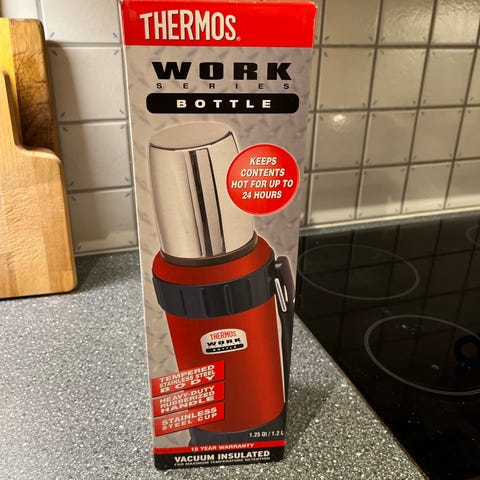 THERMOS®
WORK
SERIES
BOTTLE
KEEPS
CONTENTS
HOT FOR UP TO
24 HOURS
THERMOS
WORK
SERIES
BOTTLE
TEMPERED
STAINLESS STEEL
BODY
HEAVY-DUTY
RUBBERIZED
HANDLE
STAINLESS
STEEL CUP
1.25 Qt / 1.2 L
15 YEAR WARRANTY
VACUUM INSULATED
FOR MAXIMUM TEMPERATURE RETENTION